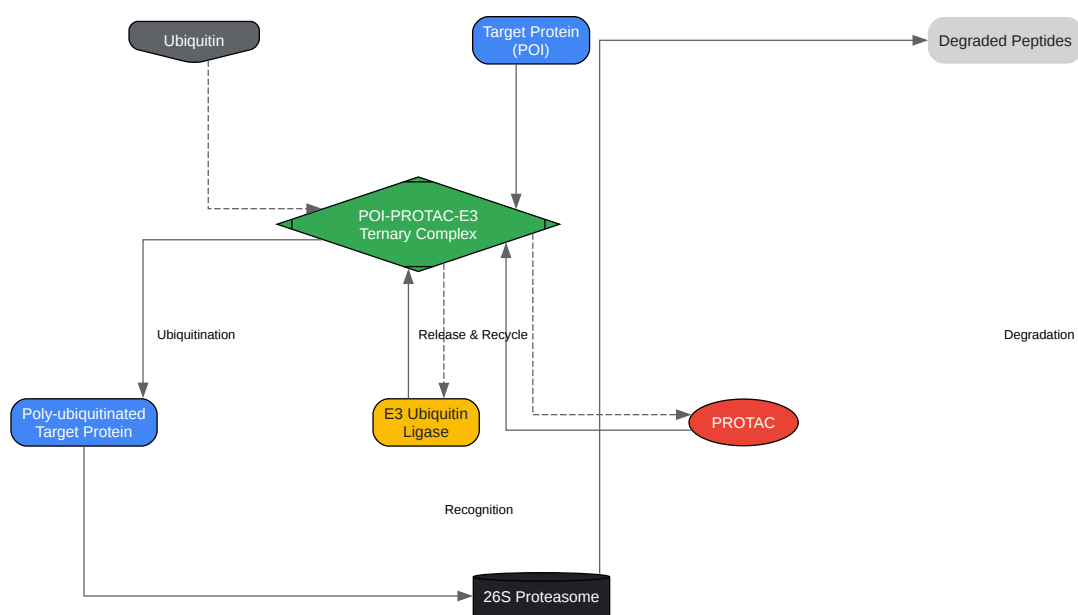 Ubiquitin
Target Protein
(POI)
Degraded Peptides
POI-PROTAC-E3
Ternary Complex
Ubiquitination
Release & Recycle
Degradation
Poly-ubiquitinated
Target Protein
E3 Ubiquitin
Ligase
PROTAC
Recognition
26S Proteasome